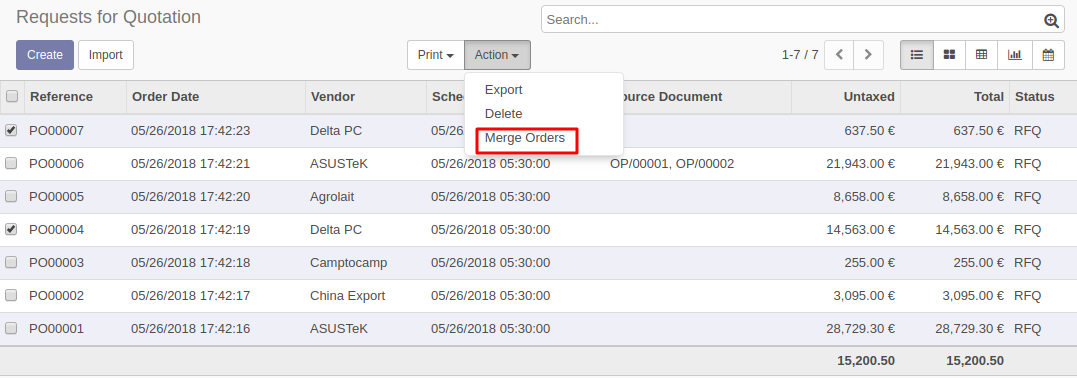 Requests for Quotation
Search...
Create Import Print Action 1-7 / 7
Export
Delete
Merge Orders
Reference Order Date Vendor Sche ource Document Untaxed Total Status
PO00007 05/26/2018 17:42:23 Delta PC 05/26 637.50 € 637.50 € RFQ
PO00006 05/26/2018 17:42:21 ASUSTeK 05/26/2018 05:30:00 OP/00001, OP/00002 21,943.00 € 21,943.00 € RFQ
PO00005 05/26/2018 17:42:20 Agrolait 05/26/2018 05:30:00 8,658.00 € 8,658.00 € RFQ
PO00004 05/26/2018 17:42:19 Delta PC 05/26/2018 05:30:00 14,563.00 € 14,563.00 € RFQ
PO00003 05/26/2018 17:42:18 Camptocamp 05/26/2018 05:30:00 255.00 € 255.00 € RFQ
PO00002 05/26/2018 17:42:17 China Export 05/26/2018 05:30:00 3,095.00 € 3,095.00 € RFQ
PO00001 05/26/2018 17:42:16 ASUSTeK 05/26/2018 05:30:00 28,729.30 € 28,729.30 € RFQ
15,200.50 15,200.50